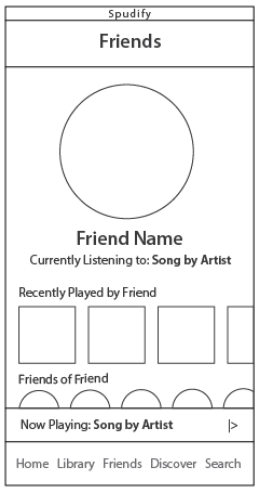 Spudify
Friends
Friend Name
Currently Listening to: Song by Artist
Recently Played by Friend
Friends of Friend
Now Playing: Song by Artist |>
Home Library Friends Discover Search